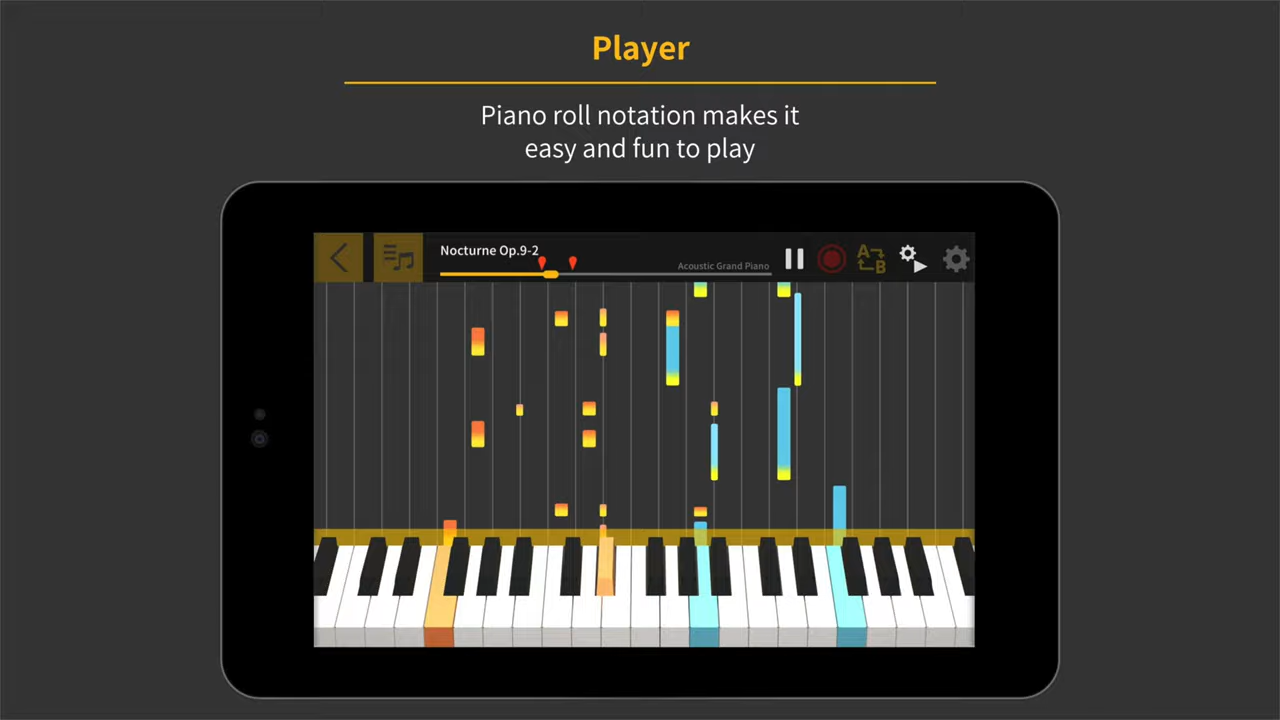 Player
Piano roll notation makes it
easy and fun to play
Nocturne Op.9-2
Acoustic Grand Piano
A
B